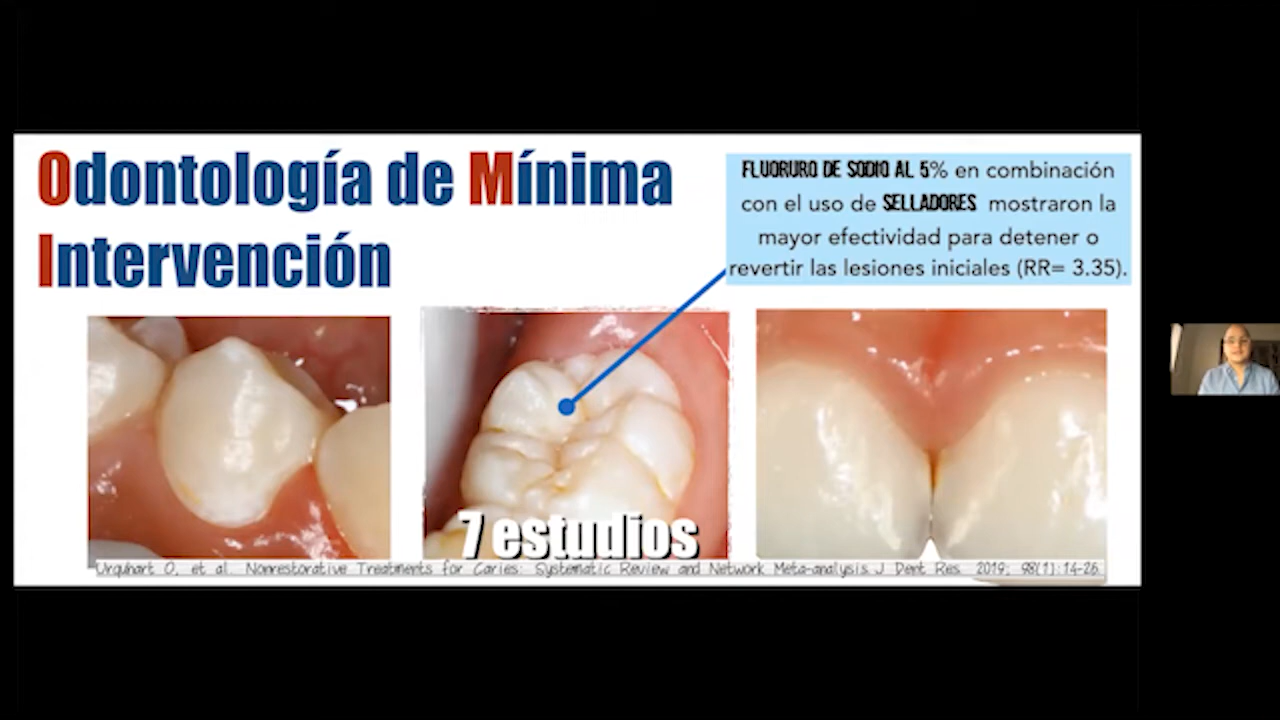 Odontología de Mínima
Intervención
FLUORURO DE SODIO AL 5% en combinación
con el uso de SELLADORES mostraron la
mayor efectividad para detener o
revertir las lesiones iniciales (RR= 3.35).
7 estudios
Urquhart O, et al. Nonrestorative Treatments for Caries: Systematic Review and Network Meta-analysis. J Dent Res. 2019; 98(1):14-26.